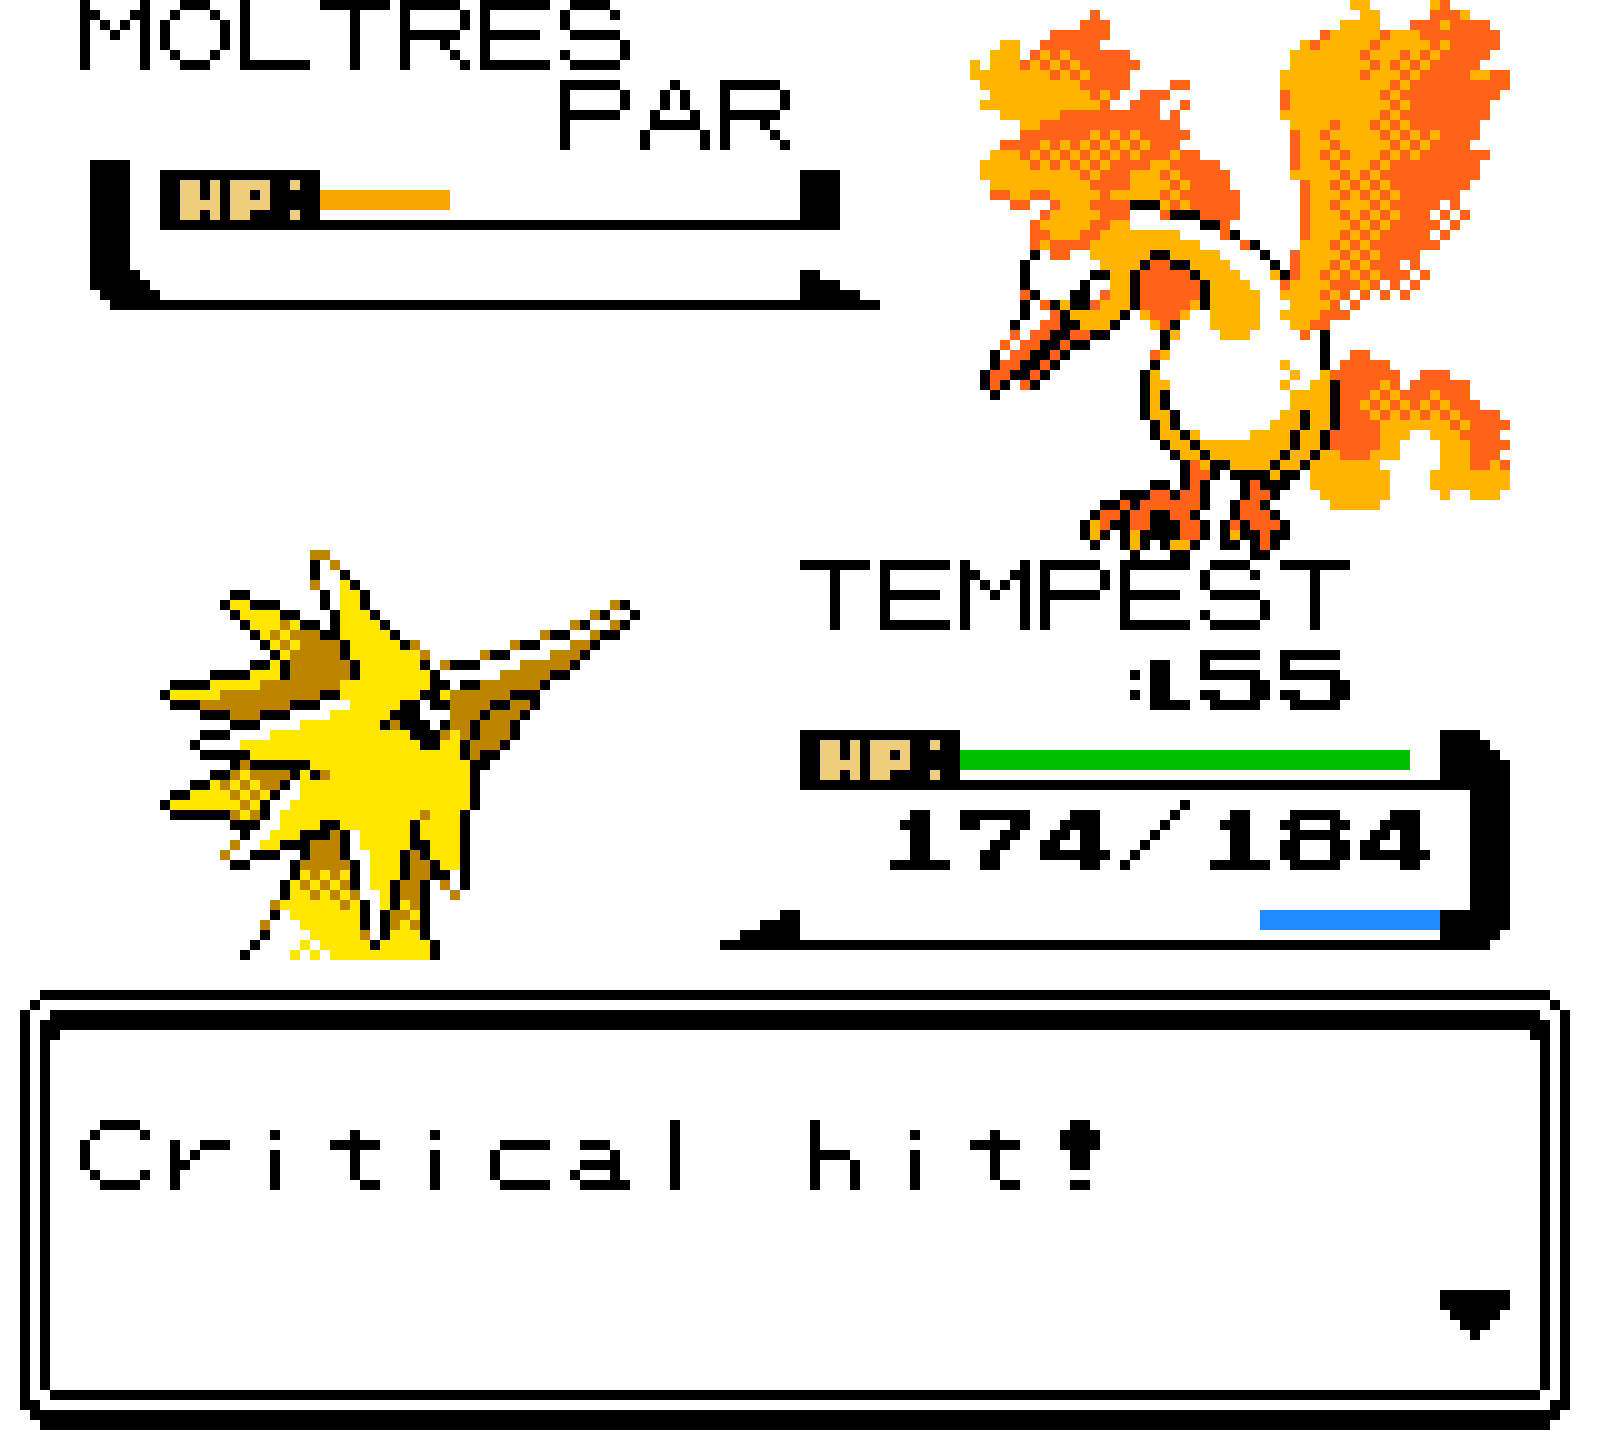 MOLTRES
PAR
HP:
TEMPEST
:L55
HP:
174/184
Critical hit!